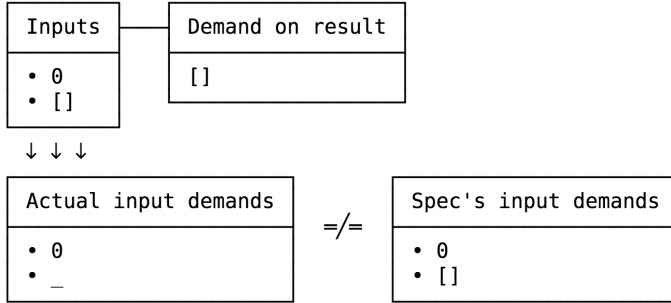 Inputs Demand on result
• 0 []
• []
↓ ↓ ↓
Actual input demands =/= Spec's input demands
• 0 • 0
• _ • []